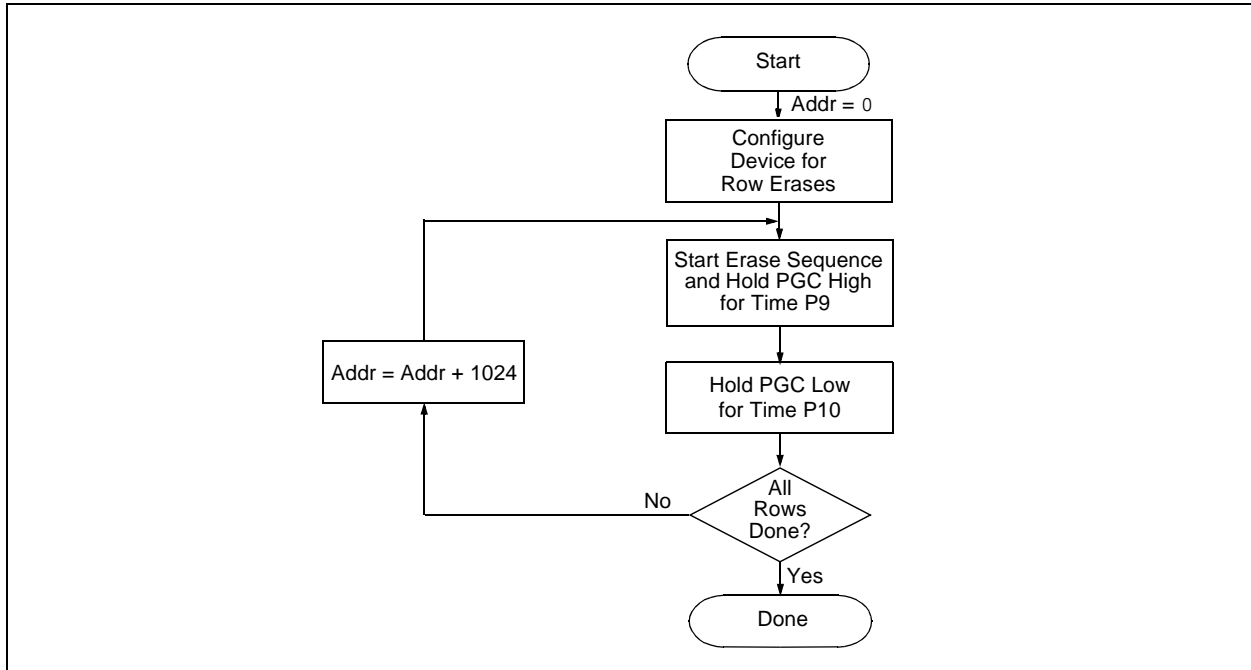 Start
Addr = 0
Configure
Device for
Row Erases
Start Erase Sequence
and Hold PGC High
for Time P9
Addr = Addr + 1024
Hold PGC Low
for Time P10
All
Rows
Done?
No
Yes
Done